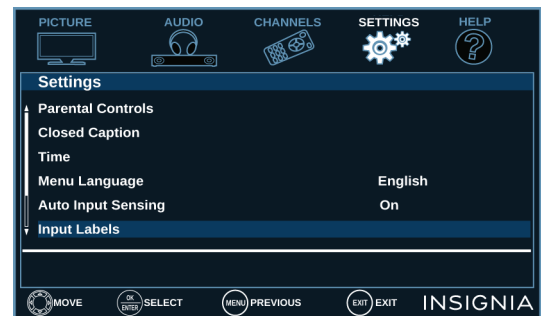 PICTURE AUDIO CHANNELS SETTINGS HELP
Settings
Parental Controls
Closed Caption
Time
Menu Language English
Auto Input Sensing On
Input Labels
MOVE OK ENTER SELECT MENU PREVIOUS EXIT EXIT INSIGNIA